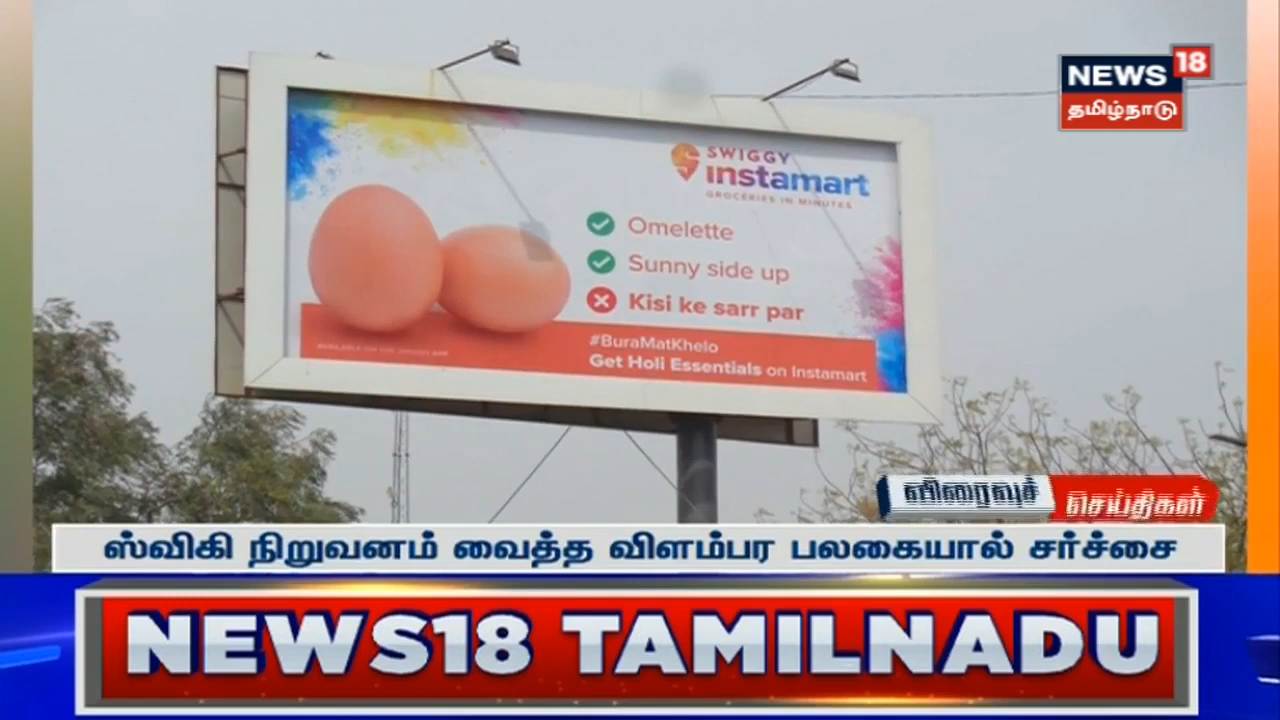 NEWS 18
தமிழ்நாடு
SWIGGY
instamart
GROCERIES IN MINUTES
Omelette
Sunny side up
Kisi ke sarr par
#BuraMatKhelo
Get Holi Essentials on Instamart
விரைவுச் செய்திகள்
ஸ்விகி நிறுவனம் வைத்த விளம்பர பலகையால் சர்ச்சை
NEWS18 TAMILNADU